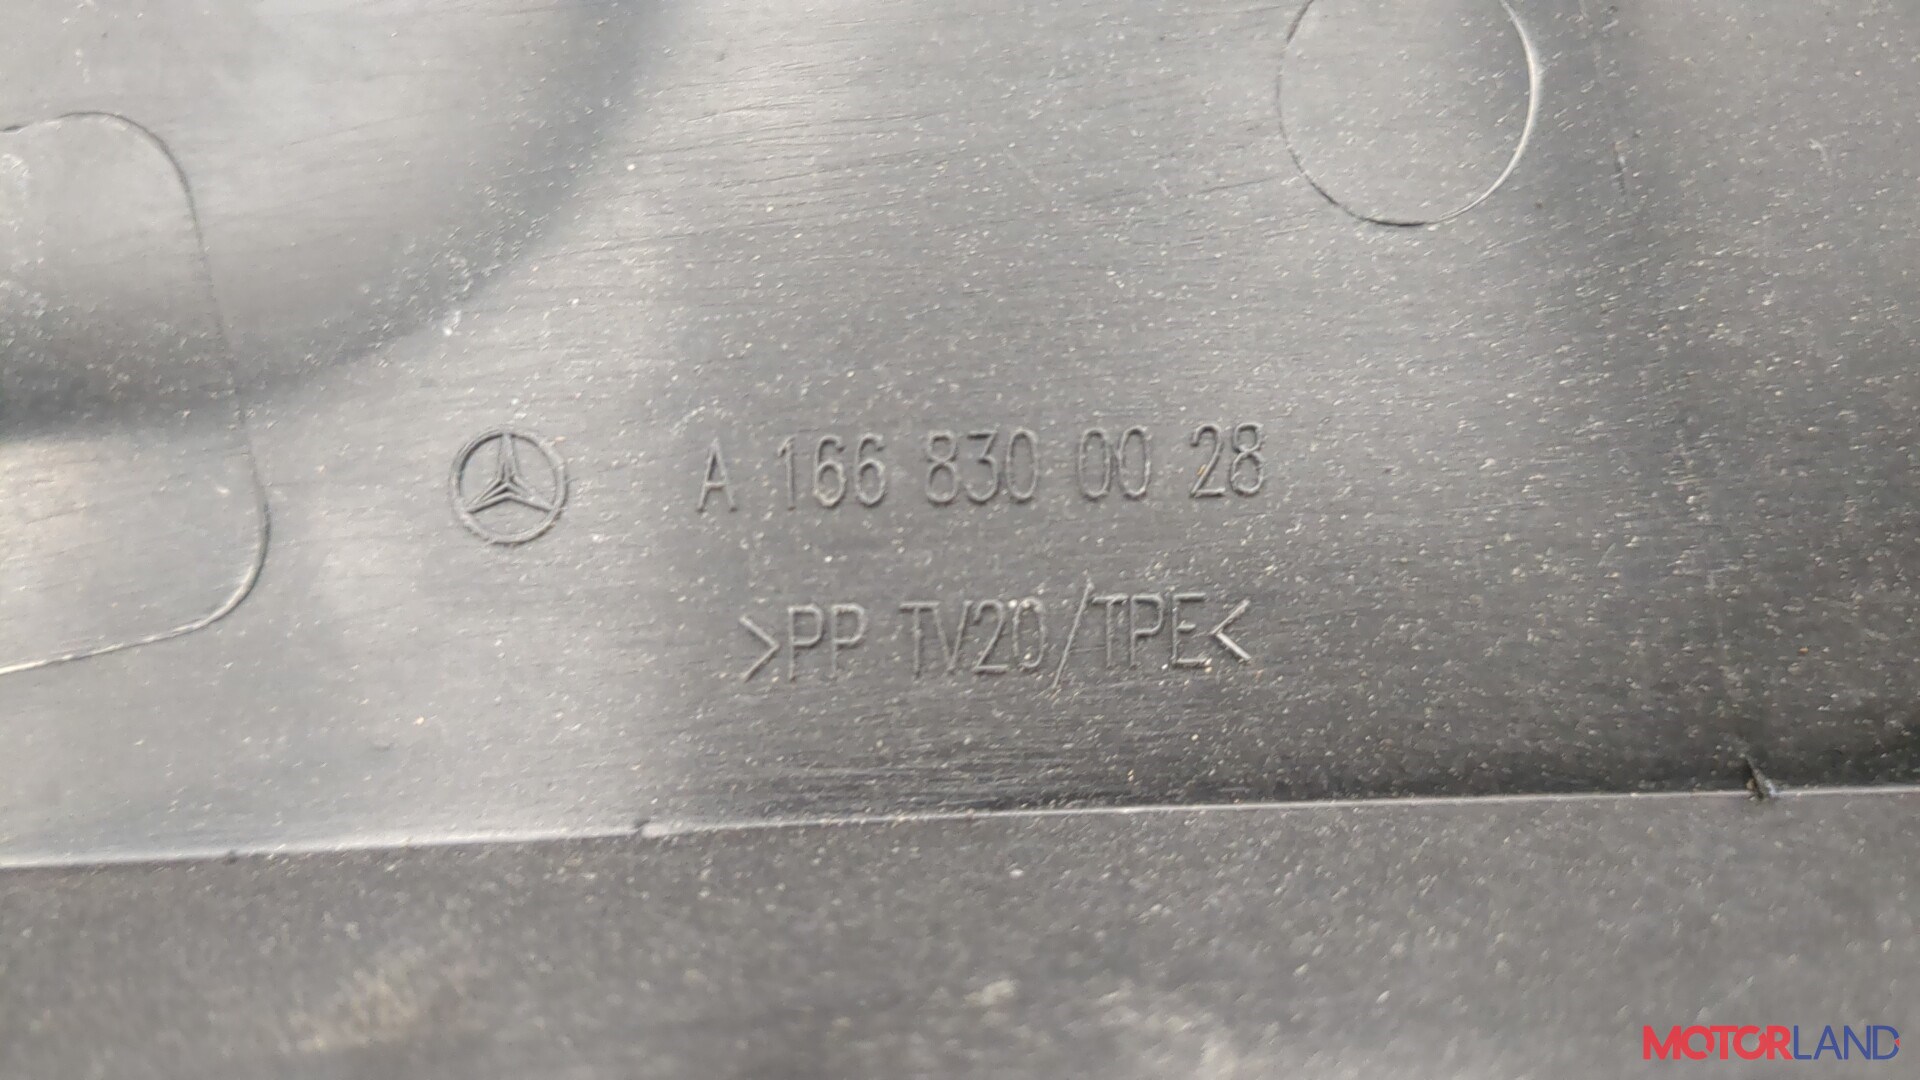 A 166 830 00 28
>PP TV20/TPE<
MOTORLAND